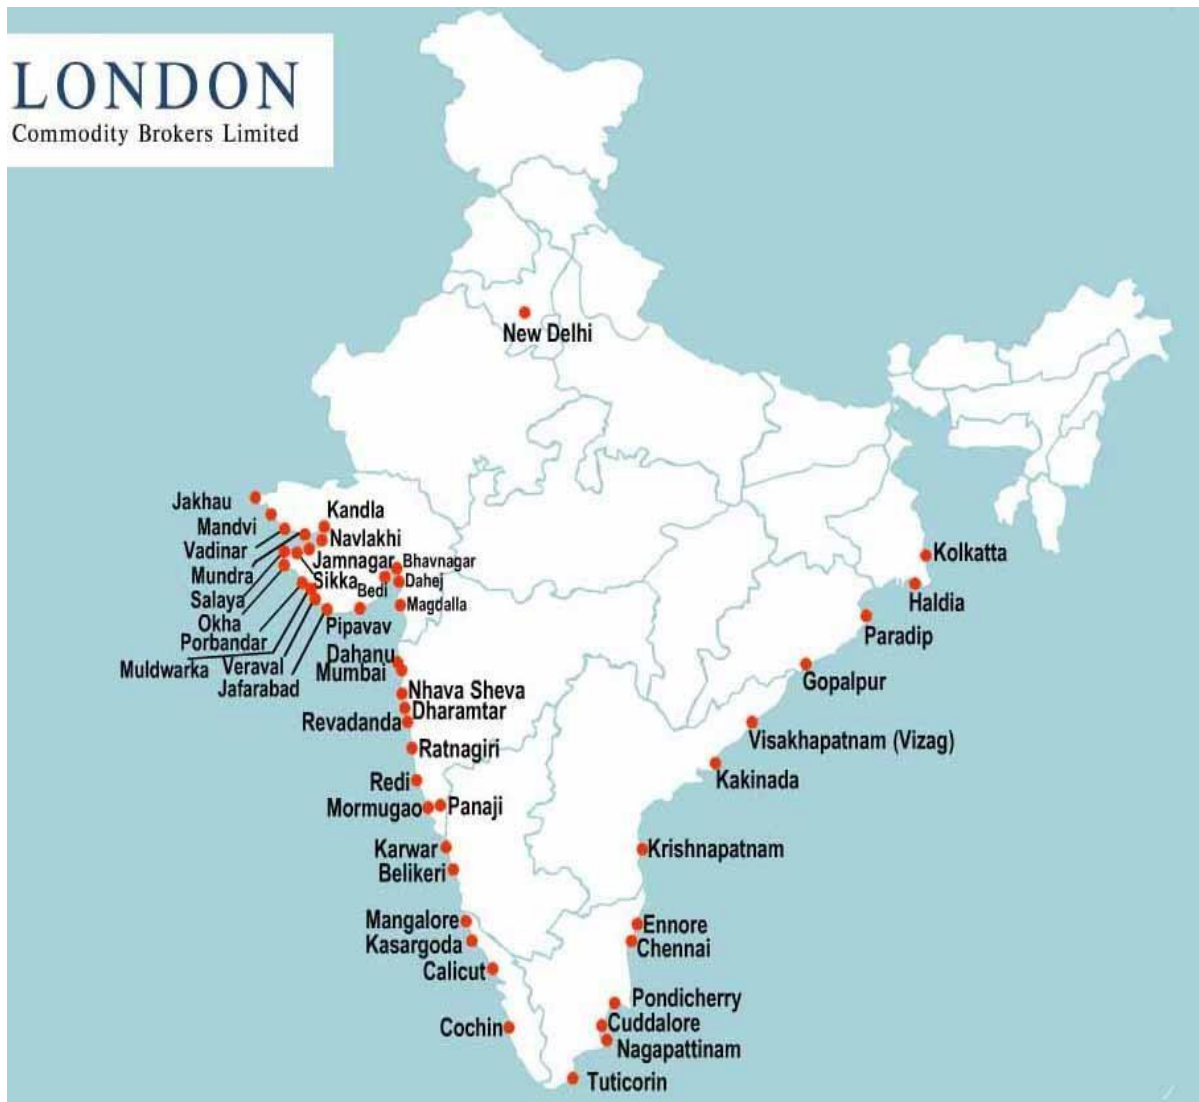 LONDON
Commodity Brokers Limited
New Delhi
Jakhau
Kandla
Mandvi
Navlakhi
Vadinar
Jamnagar
Bhavnagar
Mundra
Sikka
Bedi
Dahej
Salaya
Magdalla
Okha
Pipavav
Porbandar
Muldwarka
Veraval
Jafarabad
Dahanu
Mumbai
Nhava Sheva
Dharamtar
Revadanda
Ratnagiri
Redi
Mormugao
Panaji
Karwar
Belikeri
Mangalore
Kasargoda
Calicut
Cochin
Kolkatta
Haldia
Paradip
Gopalpur
Visakhapatnam (Vizag)
Kakinada
Krishnapatnam
Ennore
Chennai
Pondicherry
Cuddalore
Nagapattinam
Tuticorin